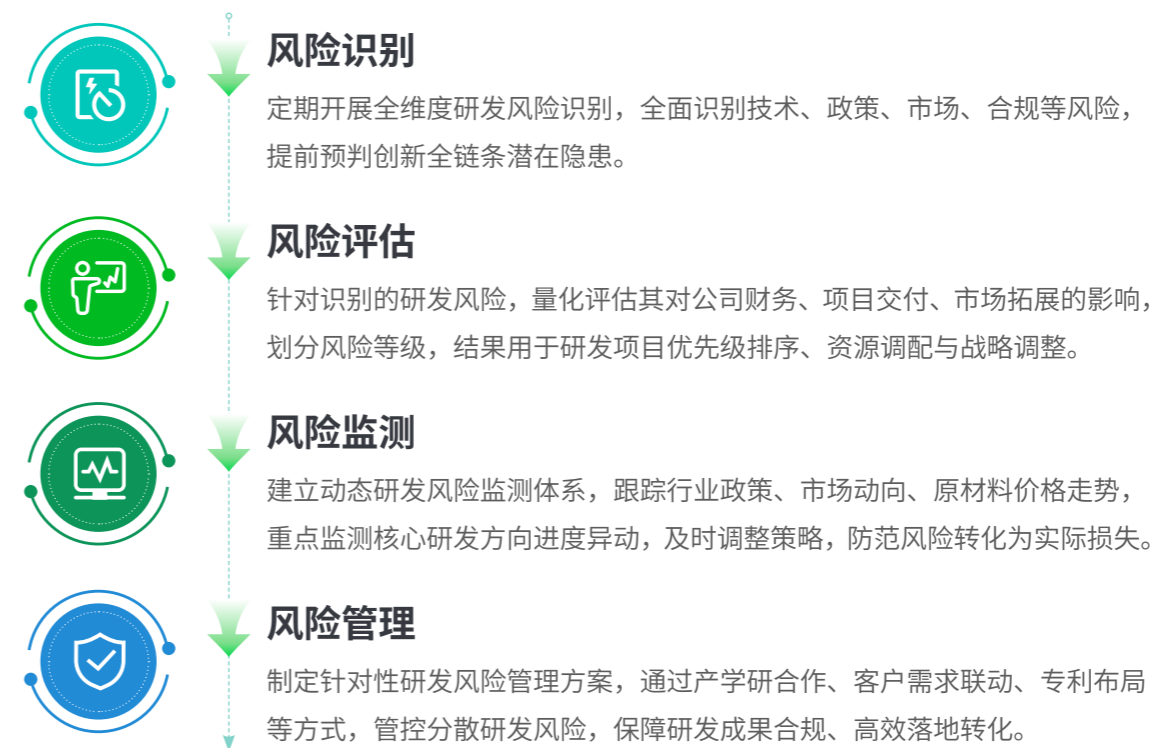 风险识别
定期开展全维度研发风险识别，全面识别技术、政策、市场、合规等风险，
提前预判创新全链条潜在隐患。
风险评估
针对识别的研发风险，量化评估其对公司财务、项目交付、市场拓展的影响，
划分风险等级，结果用于研发项目优先级排序、资源调配与战略调整。
风险监测
建立动态研发风险监测体系，跟踪行业政策、市场动向、原材料价格走势，
重点监测核心研发方向进度异动，及时调整策略，防范风险转化为实际损失。
风险管理
制定针对性研发风险管理方案，通过产学研合作、客户需求联动、专利布局
等方式，管控分散研发风险，保障研发成果合规、高效落地转化。